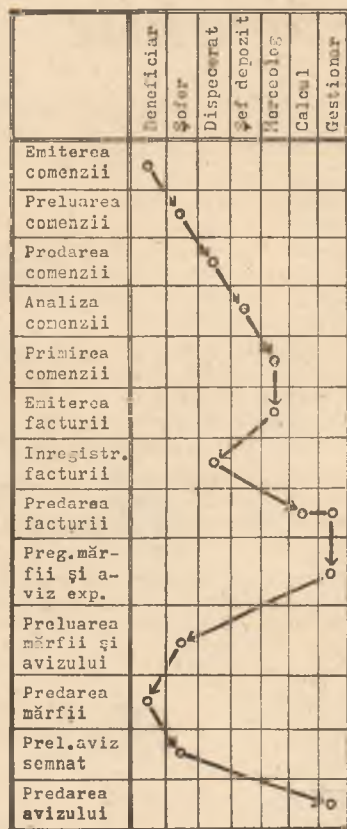 Beneficiar
Şofer
Dispecerat
Şef depozit
Merceolog
Calcul
Gestionar
Emiterea
comenzii
Preluarea
comenzii
Predarea
comenzii
Analiza
comenzii
Primirea
comenzii
Emiterea
facturii
Inregistr.
facturii
Predarea
facturii
Preg.măr-
fii şi a-
viz exp.
Preluarea
mărfii şi
avizului
Predarea
mărfii
Prel.aviz
semnat
Predarea
avizului